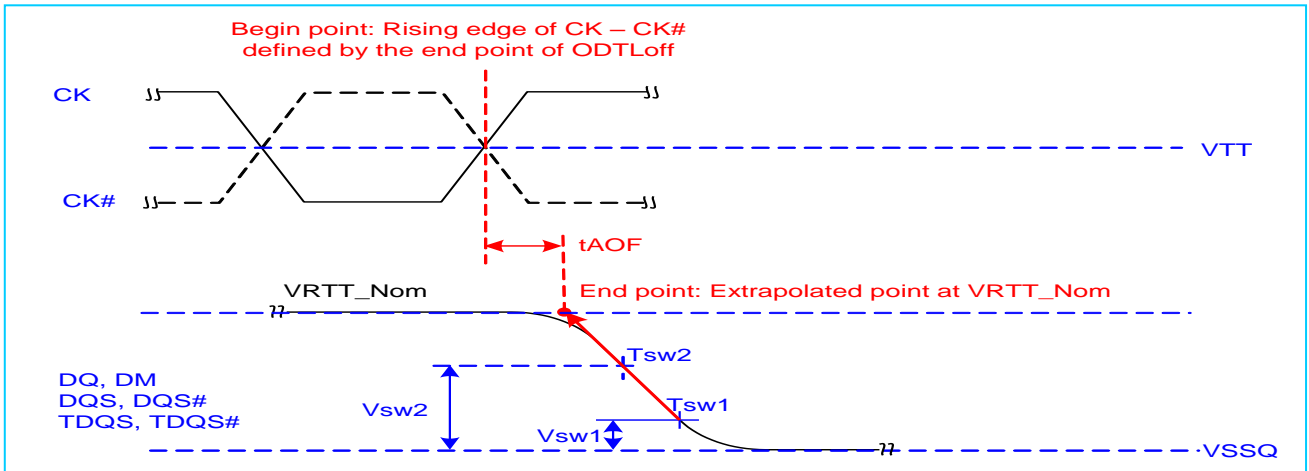 Begin point: Rising edge of CK – CK#
defined by the end point of ODTLoff
CK
VTT
CK#
tAOF
VRTT_Nom
End point: Extrapolated point at VRTT_Nom
Tsw2
DQ, DM
DQS, DQS#
TDQS, TDQS#
Vsw2
Tsw1
Vsw1
VSSQ